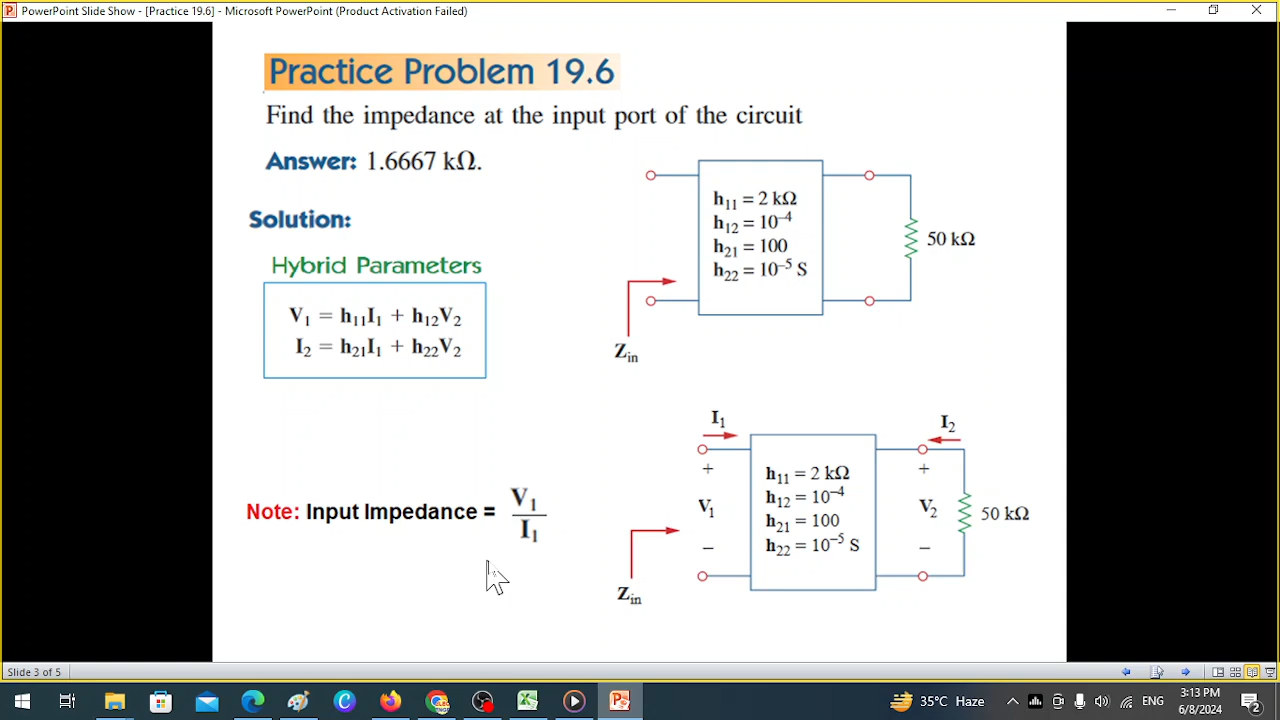 PowerPoint Slide Show - [Practice 19.6] - Microsoft PowerPoint (Product Activation Failed)
Practice Problem 19.6
Find the impedance at the input port of the circuit
Answer: 1.6667 kΩ.
Solution:
Hybrid Parameters
V₁ = h₁₁I₁ + h₁₂V₂
I₂ = h₂₁I₁ + h₂₂V₂
Note: Input Impedance = V₁/I₁
h₁₁ = 2 kΩ
h₁₂ = 10⁻⁴
h₂₁ = 100
h₂₂ = 10⁻⁵ S
50 kΩ
Zin
I₁
I₂
+
V₁
–
h₁₁ = 2 kΩ
h₁₂ = 10⁻⁴
h₂₁ = 100
h₂₂ = 10⁻⁵ S
+
V₂
–
50 kΩ
Zin
Slide 3 of 5
35°C Haze
ENG
3:13 PM
6/8/2024
2